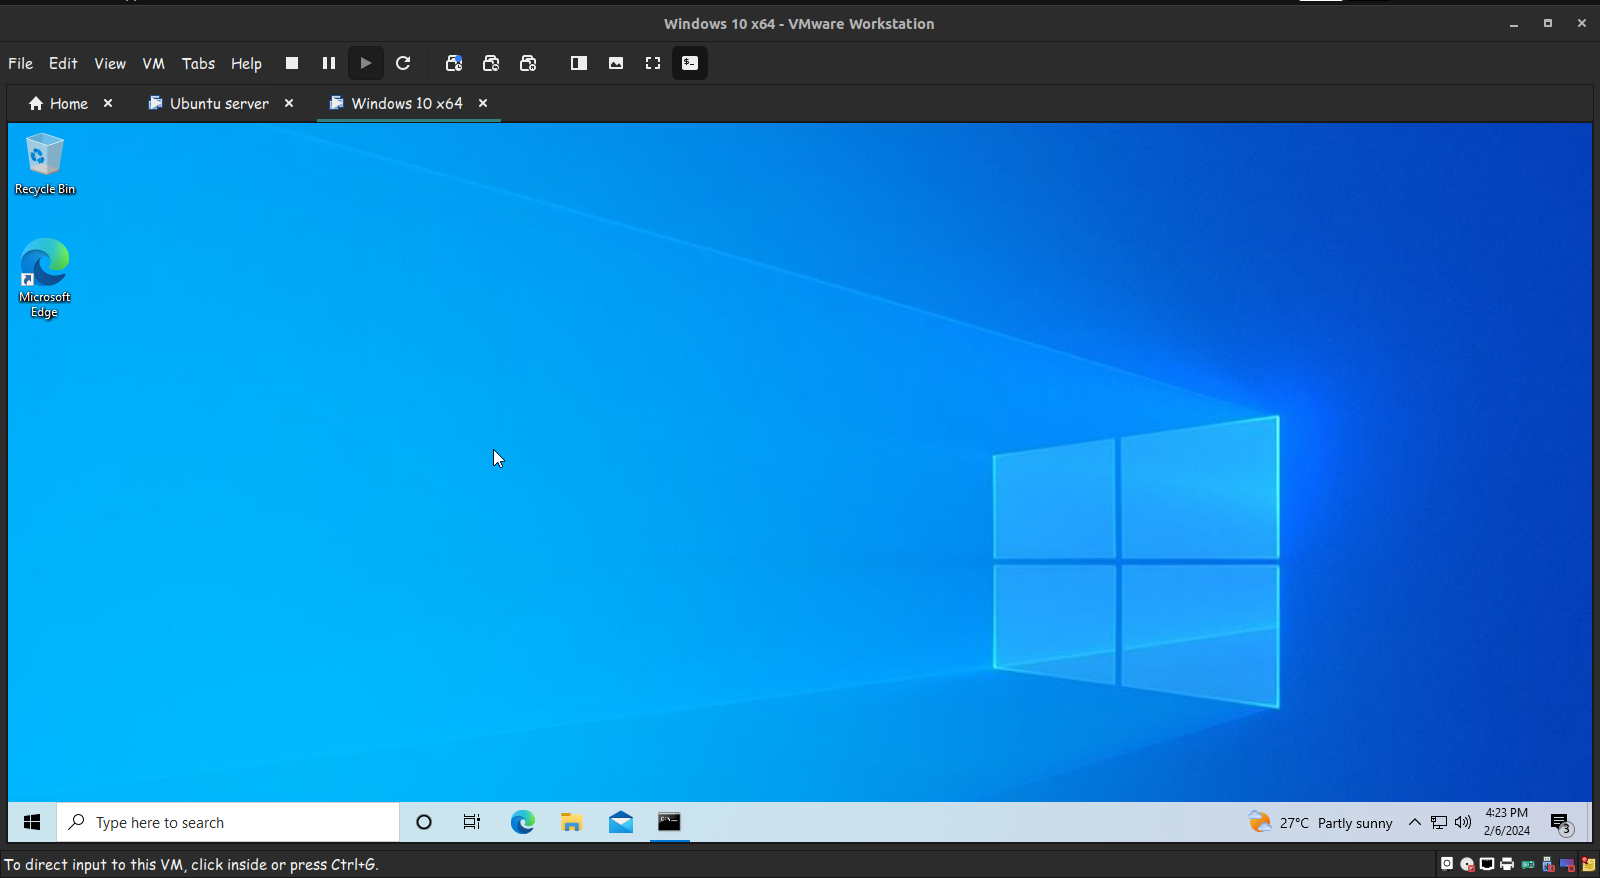 Windows 10 x64 - VMware Workstation
File Edit View VM Tabs Help
Home Ubuntu server Windows 10 x64
Recycle Bin
Microsoft
Edge
Type here to search
27°C Partly sunny
4:23 PM
2/6/2024
3
To direct input to this VM, click inside or press Ctrl+G.